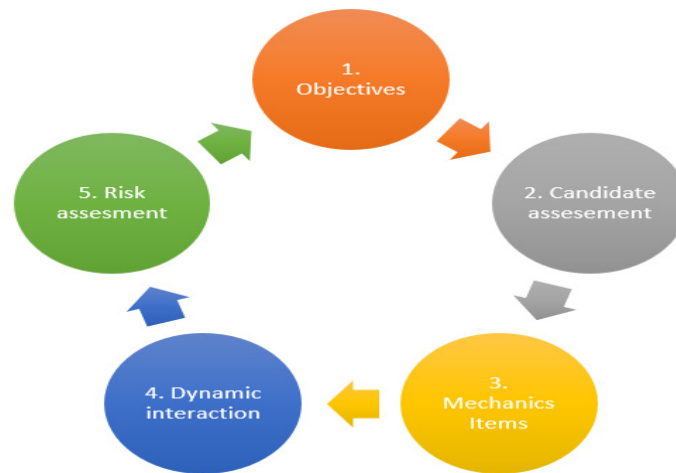 1.
Objectives
2. Candidate
assesement
3.
Mechanics
Items
4. Dynamic
interaction
5. Risk
assesment